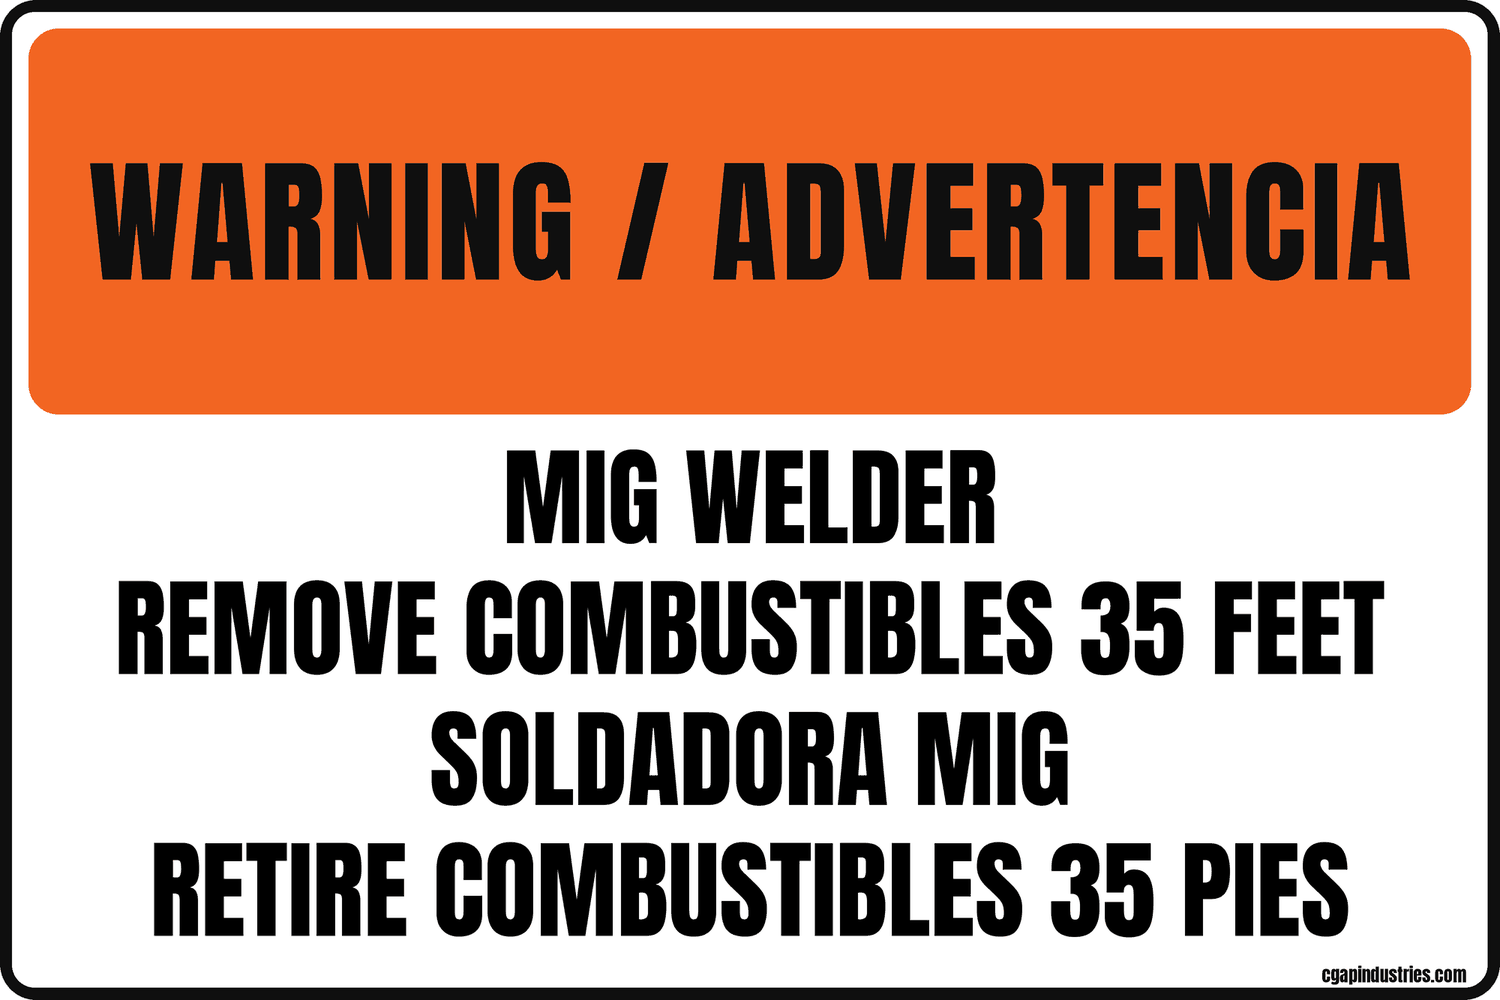 WARNING / ADVERTENCIA
MIG WELDER
REMOVE COMBUSTIBLES 35 FEET
SOLDADORA MIG
RETIRE COMBUSTIBLES 35 PIES
cgapindustries.com